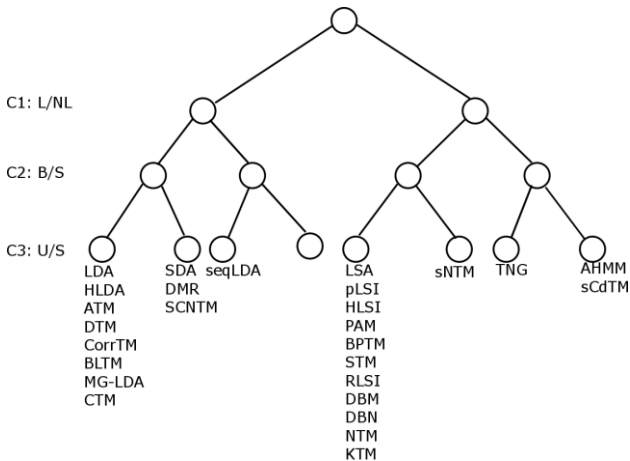 C1: L/NL
C2: B/S
C3: U/S
LDA
HLDA
ATM
DTM
CorrTM
BLTM
MG-LDA
CTM
SDA
DMR
SCNTM
seqLDA
LSA
pLSI
HLSI
PAM
BPTM
STM
RLSI
DBM
DBN
NTM
KTM
sNTM
TNG
AHMM
sCdTM